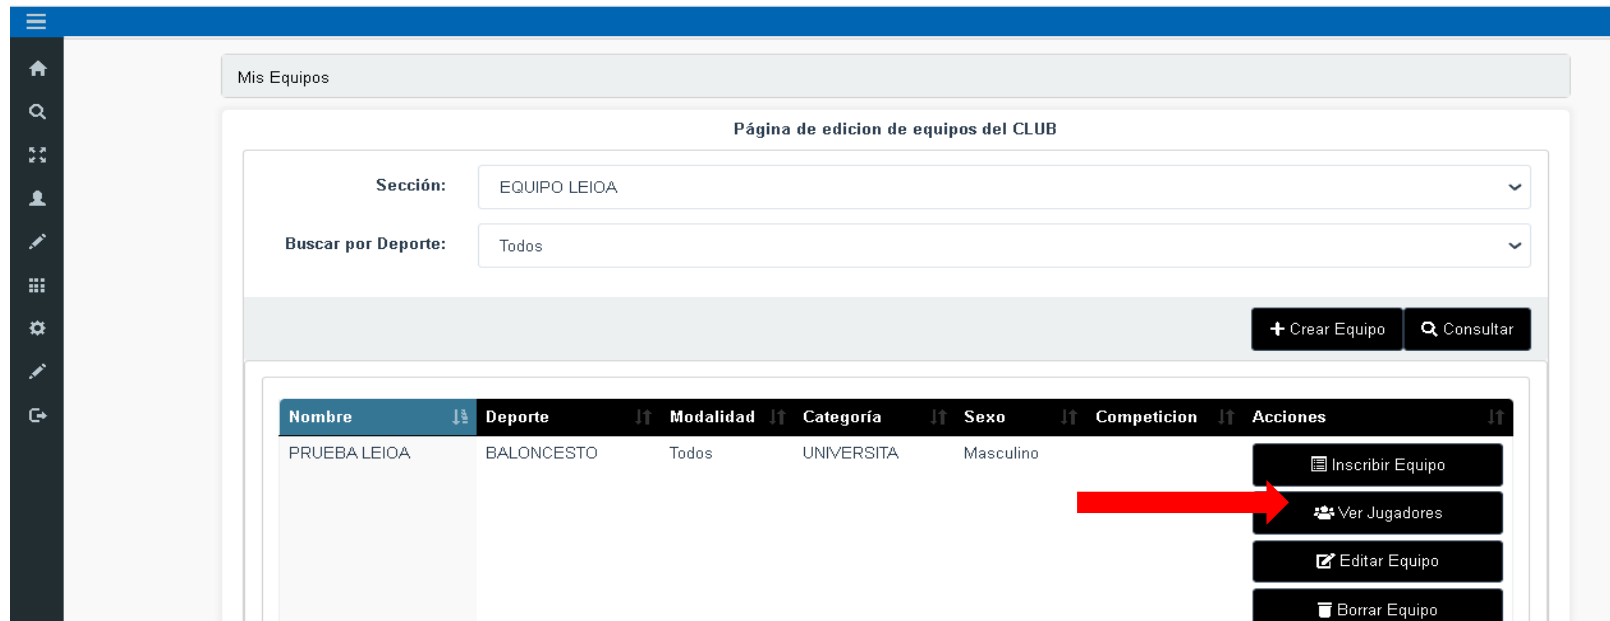 Mis Equipos
Página de edicion de equipos del CLUB
Sección: EQUIPO LEIOA
Buscar por Deporte: Todos
Crear Equipo Consultar
Nombre Deporte Modalidad Categoría Sexo Competicion Acciones
PRUEBA LEIOA BALONCESTO Todos UNIVERSITA Masculino
Inscribir Equipo
Ver Jugadores
Editar Equipo
Borrar Equipo